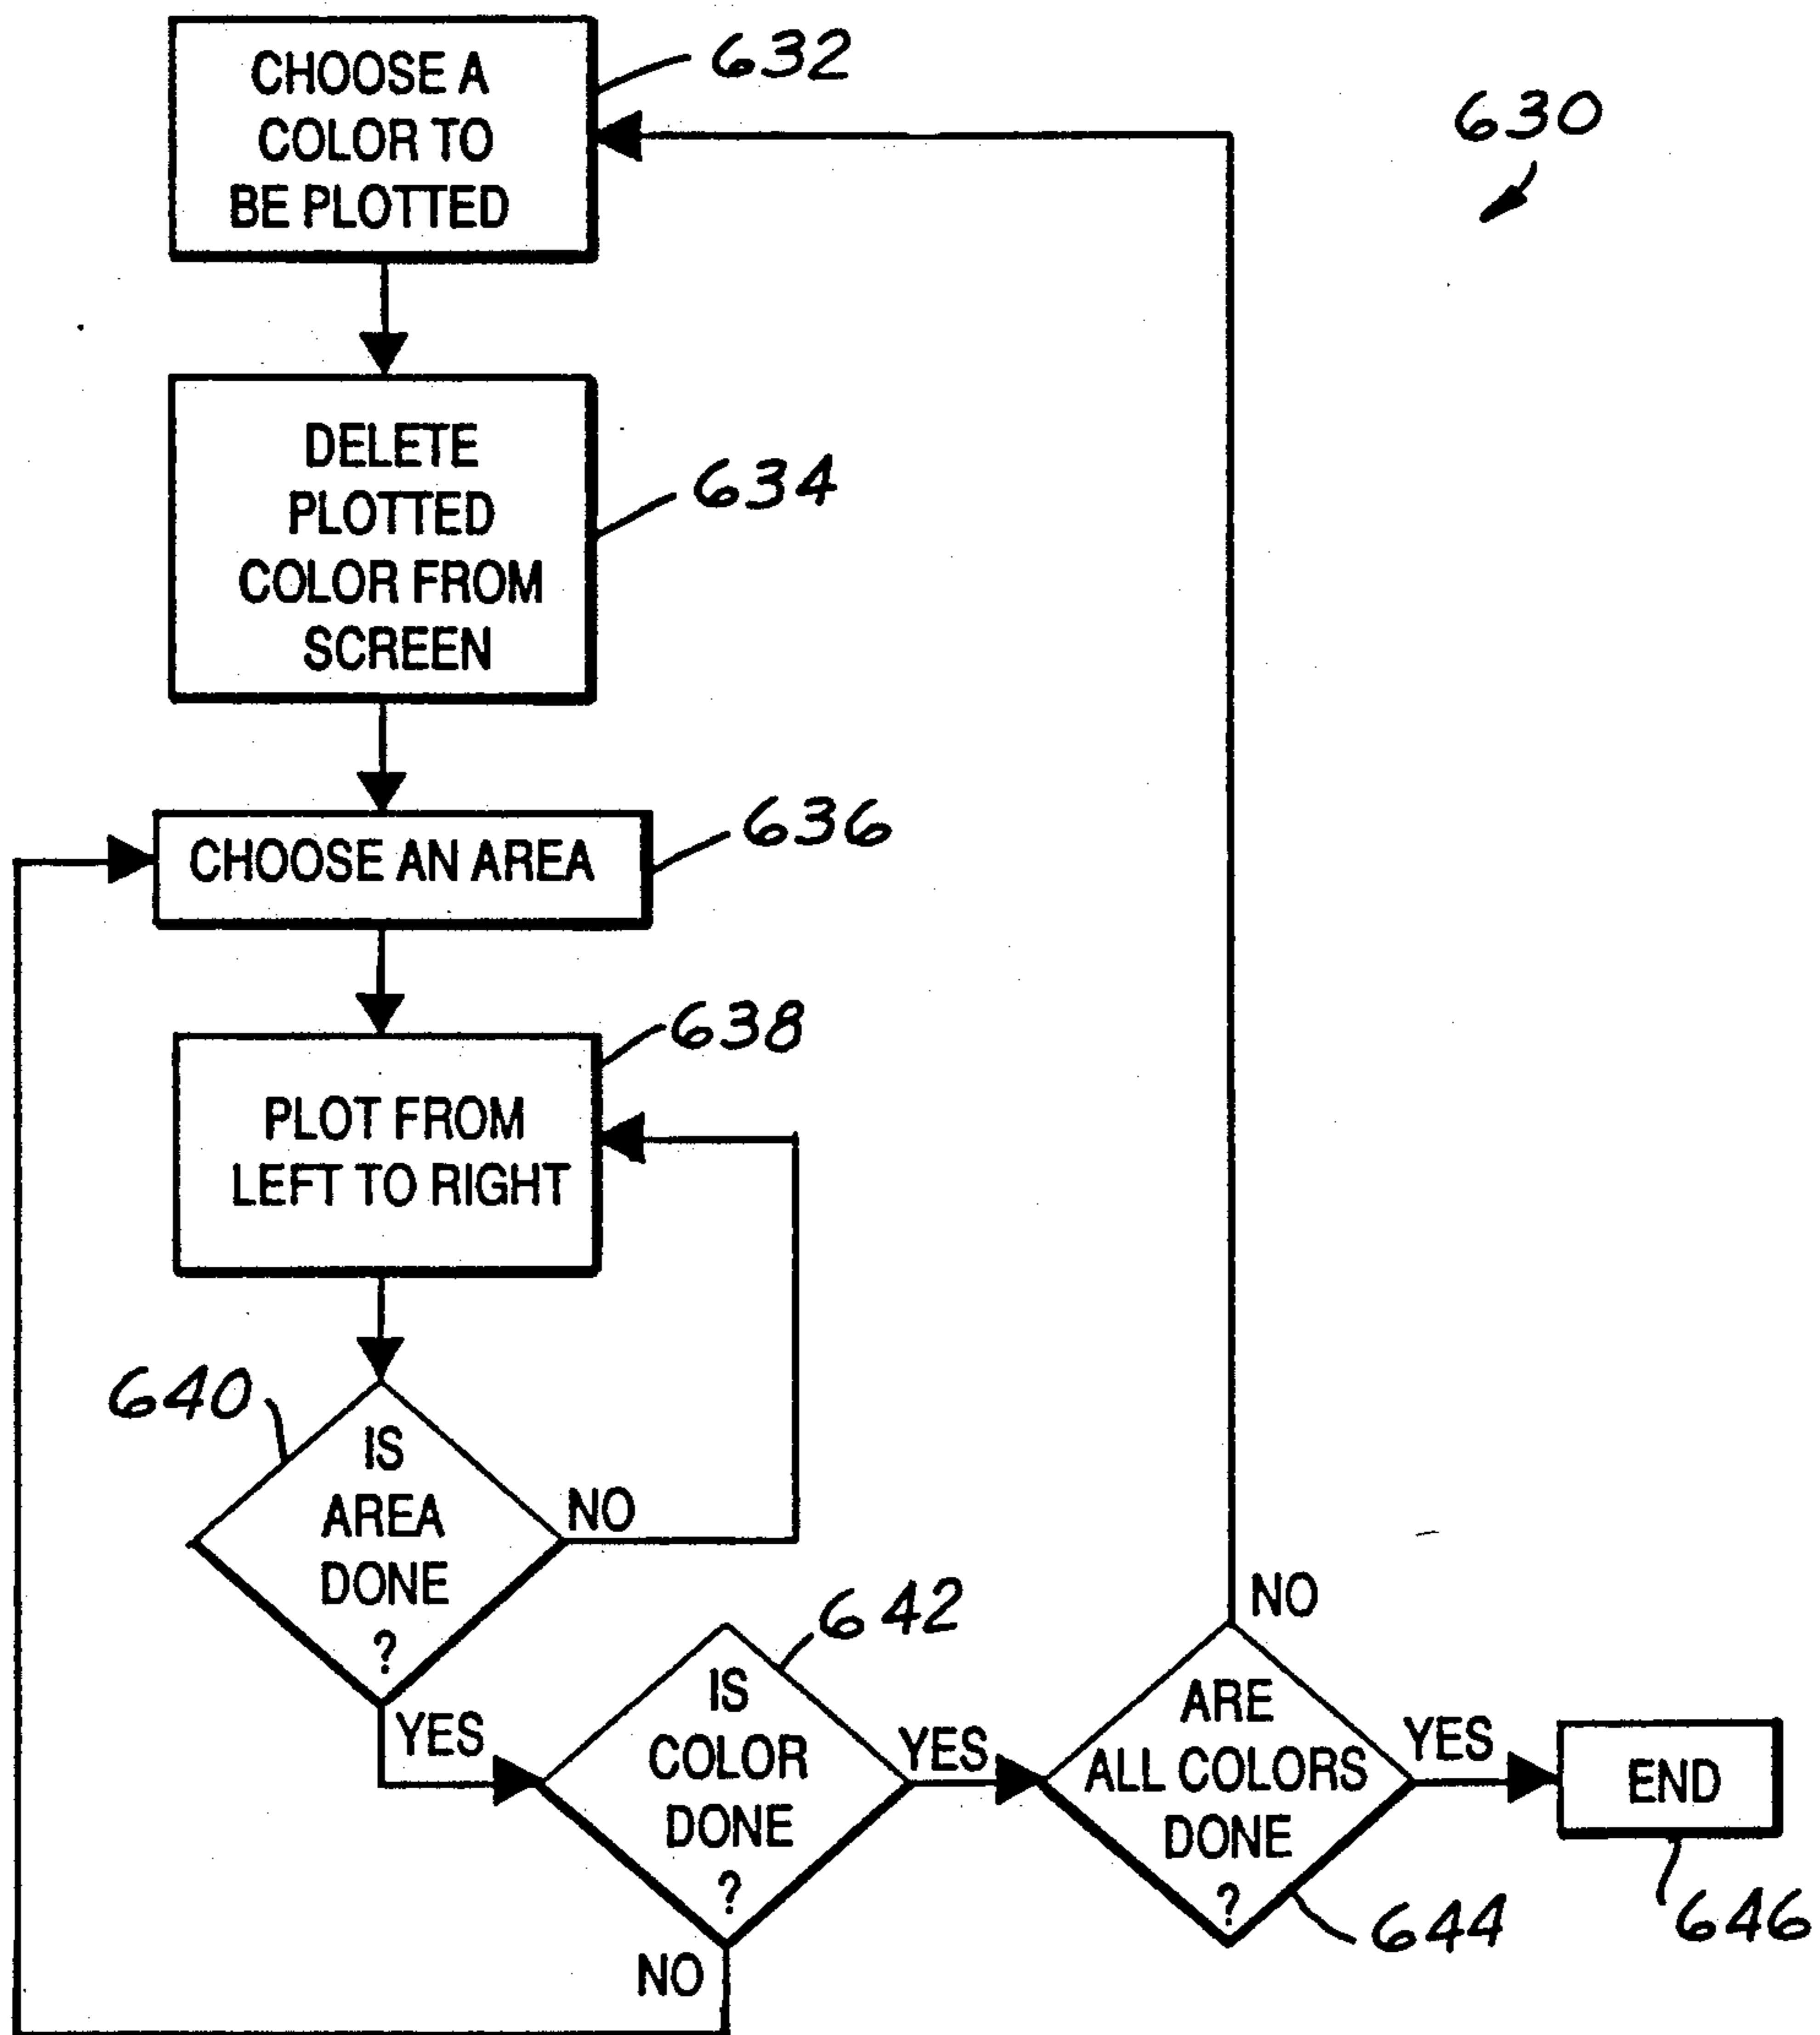 CHOOSE A
COLOR TO
BE PLOTTED
632
630
DELETE
PLOTTED
COLOR FROM
SCREEN
634
CHOOSE AN AREA
636
PLOT FROM
LEFT TO RIGHT
638
IS
AREA
DONE
?
640
NO
YES
IS
COLOR
DONE
?
642
YES
NO
ARE
ALL COLORS
DONE
?
644
NO
YES
END
646